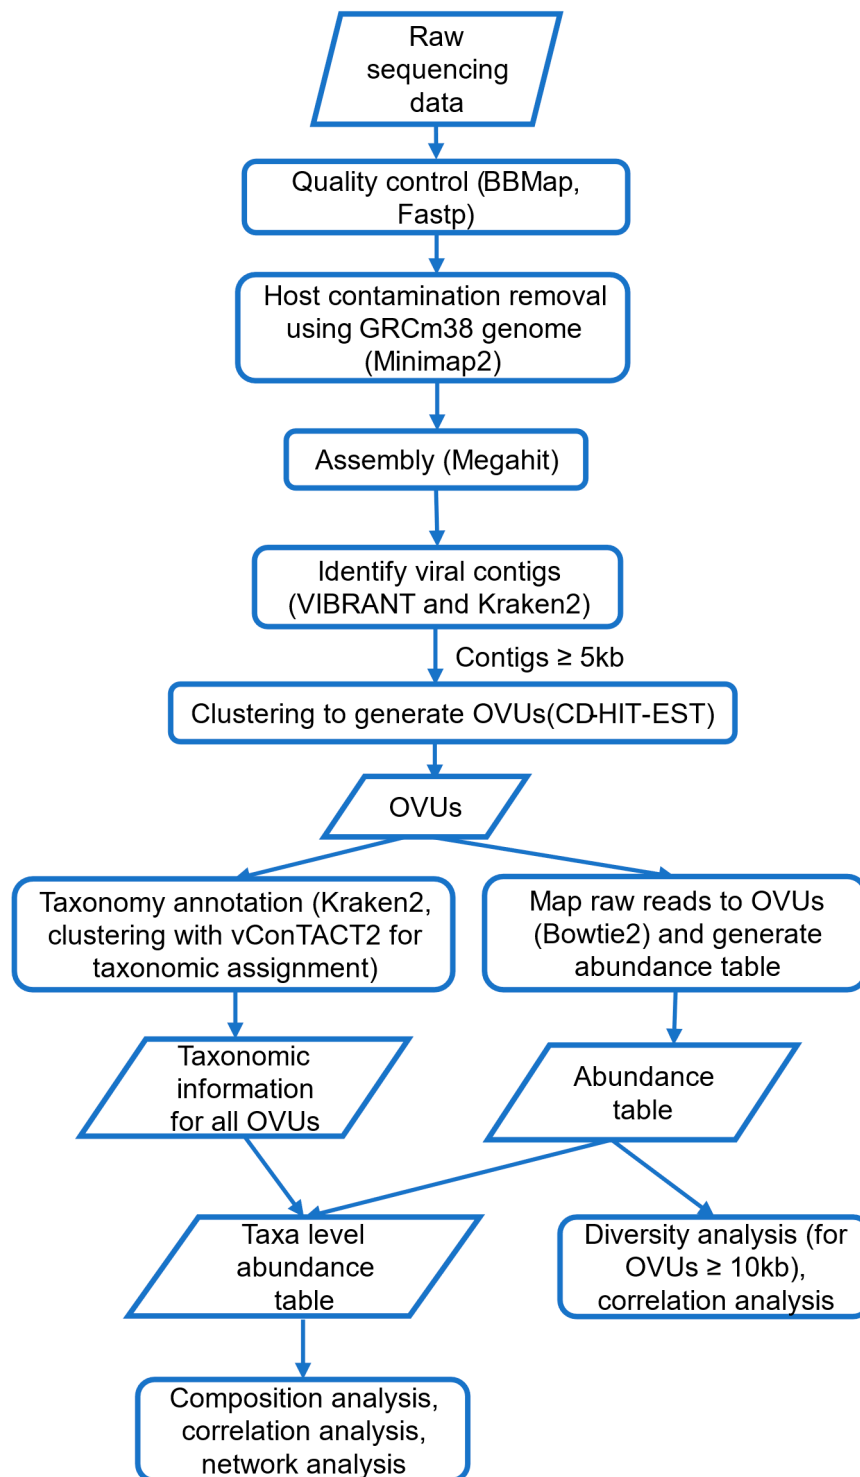 Raw
sequencing
data
Quality control (BBMap,
Fastp)
Host contamination removal
using GRCm38 genome
(Minimap2)
Assembly (Megahit)
Identify viral contigs
(VIBRANT and Kraken2)
Contigs ≥ 5kb
Clustering to generate OVUs(CD-HIT-EST)
OVUs
Taxonomy annotation (Kraken2,
clustering with vConTACT2 for
taxonomic assignment)
Map raw reads to OVUs
(Bowtie2) and generate
abundance table
Taxonomic
information
for all OVUs
Abundance
table
Taxa level
abundance
table
Diversity analysis (for
OVUs ≥ 10kb),
correlation analysis
Composition analysis,
correlation analysis,
network analysis